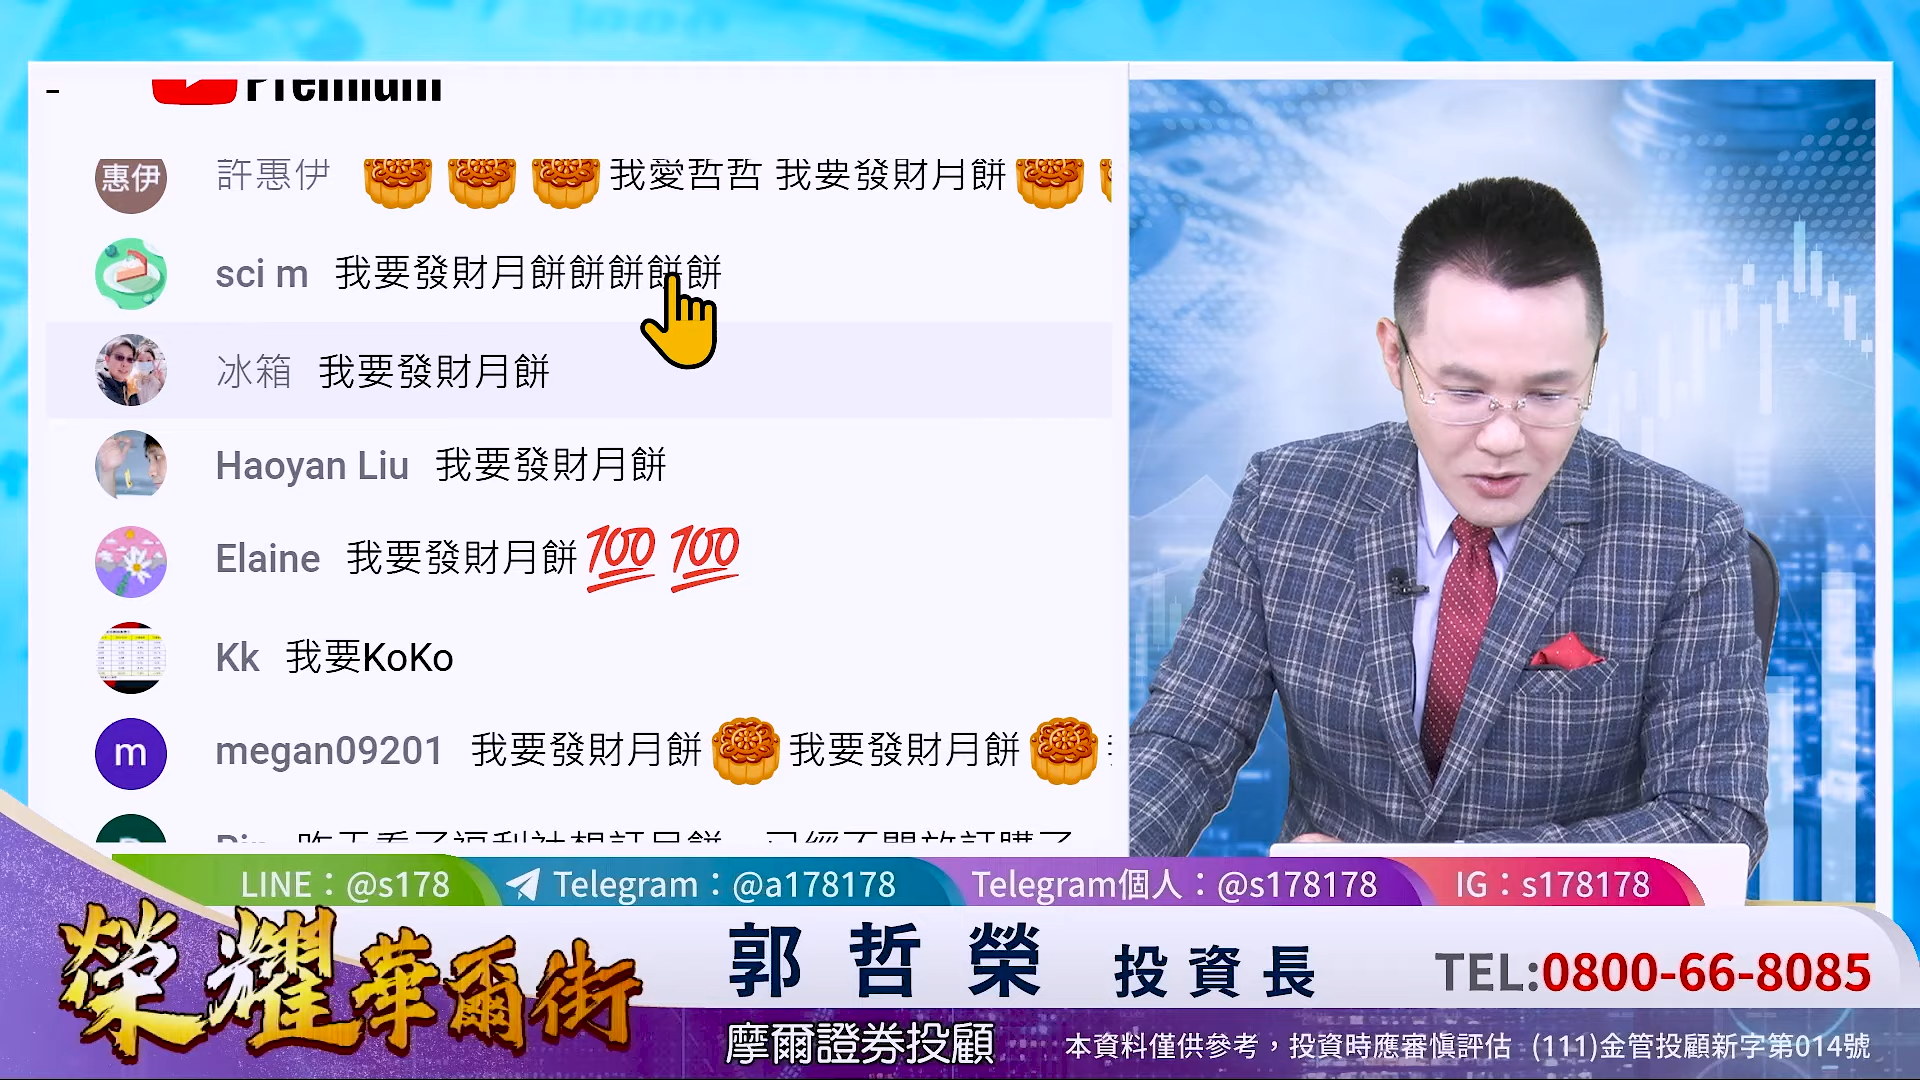 Premium
惠伊 許惠伊 我愛哲哲 我要發財月餅
sci m 我要發財月餅餅餅餅餅
冰箱 我要發財月餅
Haoyan Liu 我要發財月餅
Elaine 我要發財月餅💯💯
Kk 我要KoKo
m megan09201 我要發財月餅🥮我要發財月餅🥮
LINE：@s178 Telegram：@a178178 Telegram個人：@s178178 IG：s178178
榮耀華爾街
郭哲榮 投資長 TEL:0800-66-8085
摩爾證券投顧 本資料僅供參考，投資時應審慎評估 (111)金管投顧新字第014號